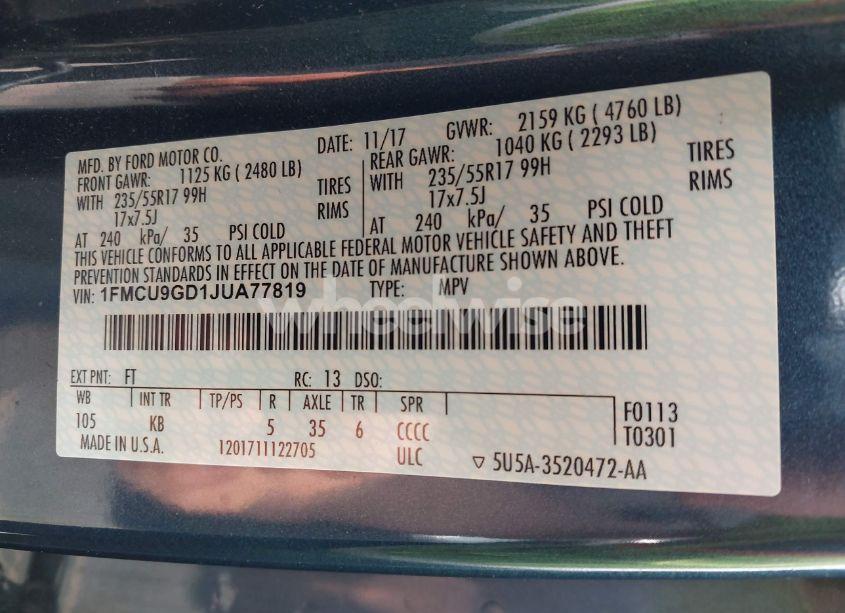 MFD. BY FORD MOTOR CO. DATE: 11/17 GVWR: 2159 KG ( 4760 LB)
FRONT GAWR: 1125 KG ( 2480 LB) REAR GAWR: 1040 KG ( 2293 LB)
WITH 235/55R17 99H TIRES WITH 235/55R17 99H TIRES
17x7.5J RIMS 17x7.5J RIMS
AT 240 kPa/ 35 PSI COLD AT 240 kPa/ 35 PSI COLD
THIS VEHICLE CONFORMS TO ALL APPLICABLE FEDERAL MOTOR VEHICLE SAFETY AND THEFT
PREVENTION STANDARDS IN EFFECT ON THE DATE OF MANUFACTURE SHOWN ABOVE.
VIN: 1FMCU9GD1JUA77819 TYPE: MPV
wheelwise
EXT PNT: FT RC: 13 DSO:
WB INT TR TP/PS R AXLE TR SPR
105 KB 5 35 6 CCCC F0113
MADE IN U.S.A. 1201711122705 ULC T0301
5U5A-3520472-AA